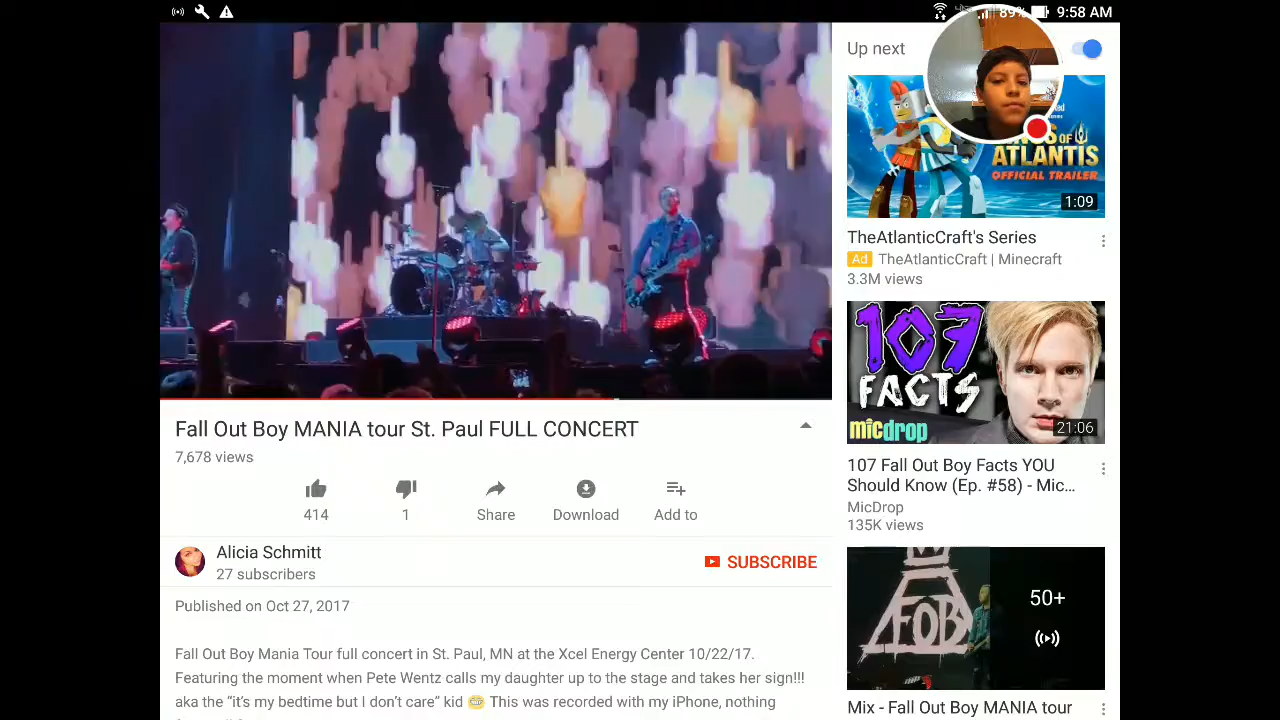 89% 9:58 AM
Up next
OF
ATLANTIS
OFFICIAL TRAILER
1:09
TheAtlanticCraft's Series
Ad TheAtlanticCraft | Minecraft
3.3M views
107
FACTS
micdrop
21:06
107 Fall Out Boy Facts YOU
Should Know (Ep. #58) - Mic...
MicDrop
135K views
FOB
50+
Mix - Fall Out Boy MANIA tour
Fall Out Boy MANIA tour St. Paul FULL CONCERT
7,678 views
414
1
Share
Download
Add to
Alicia Schmitt
27 subscribers
SUBSCRIBE
Published on Oct 27, 2017
Fall Out Boy Mania Tour full concert in St. Paul, MN at the Xcel Energy Center 10/22/17.
Featuring the moment when Pete Wentz calls my daughter up to the stage and takes her sign!!!
aka the “it's my bedtime but I don't care” kid 😁 This was recorded with my iPhone, nothing